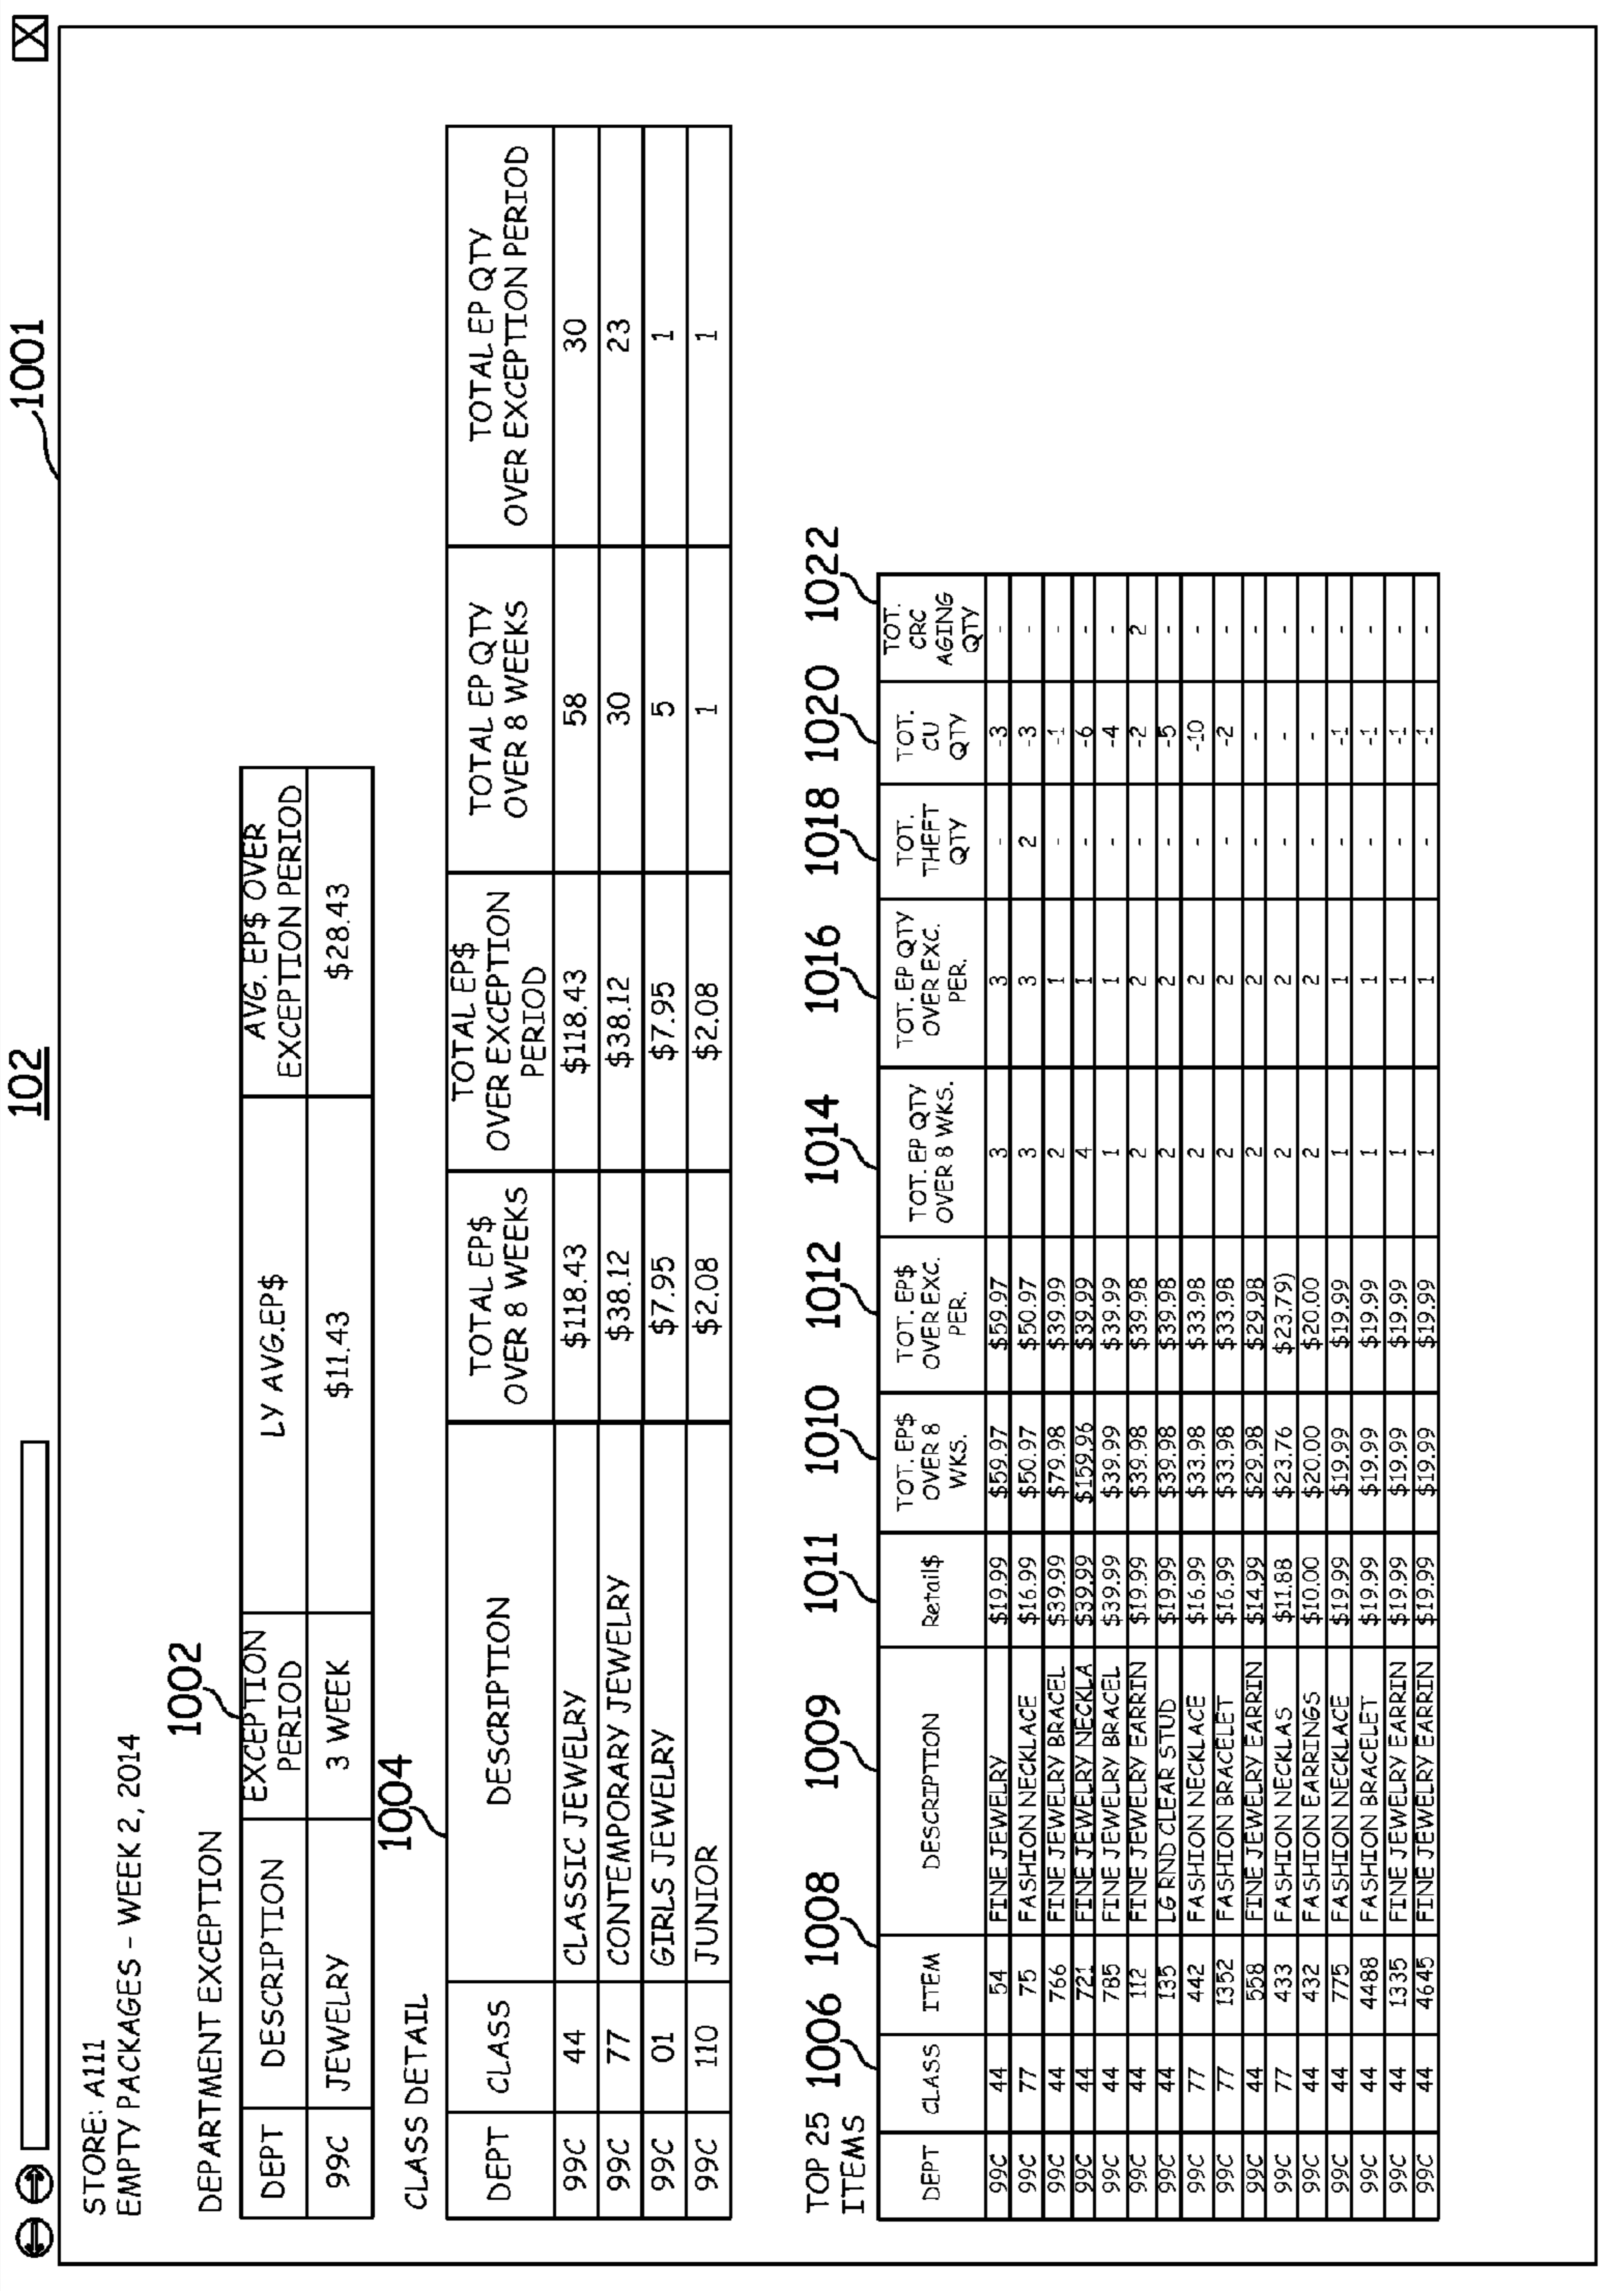 102
1001
STORE: A111
EMPTY PACKAGES – WEEK 2, 2014
DEPARTMENT EXCEPTION
1002
DEPT DESCRIPTION EXCEPTION PERIOD LY AVG.EP$ AVG. EP$ OVER EXCEPTION PERIOD
99C JEWELRY 3 WEEK $11.43 $28.43
CLASS DETAIL
1004
DEPT CLASS DESCRIPTION TOTAL EP$ OVER 8 WEEKS TOTAL EP$ OVER EXCEPTION PERIOD TOTAL EP QTY OVER 8 WEEKS TOTAL EP QTY OVER EXCEPTION PERIOD
99C 44 CLASSIC JEWELRY $118.43 $118.43 58 30
99C 77 CONTEMPORARY JEWELRY $38.12 $38.12 30 23
99C 01 GIRLS JEWELRY $7.95 $7.95 5 1
99C 110 JUNIOR $2.08 $2.08 1 1
TOP 25 ITEMS
1006 1008 1009 1011 1010 1012 1014 1016 1018 1020 1022
DEPT CLASS ITEM DESCRIPTION Retail$ TOT. EP$ OVER 8 WKS. TOT. EP$ OVER EXC. PER. TOT. EP QTY OVER 8 WKS. TOT. EP QTY OVER EXC. PER. TOT. THEFT QTY TOT. CU QTY TOT. CRC AGING QTY
99C 44 54 FINE JEWELRY $19.99 $59.97 $59.97 3 3 - -3 -
99C 77 75 FASHION NECKLACE $16.99 $50.97 $50.97 3 3 2 -3 -
99C 44 766 FINE JEWELRY BRACEL $39.99 $79.98 $39.99 2 1 - -1 -
99C 44 721 FINE JEWELRY NECKLA $39.99 $159.96 $39.99 4 1 - -6 -
99C 44 785 FINE JEWELRY BRACEL $39.99 $39.99 $39.99 1 1 - -4 -
99C 44 112 FINE JEWELRY EARRIN $19.99 $39.98 $39.98 2 2 - -2 2
99C 44 135 LG RND CLEAR STUD $19.99 $39.98 $39.98 2 2 - -5 -
99C 77 442 FASHION NECKLACE $16.99 $33.98 $33.98 2 2 - -10 -
99C 77 1352 FASHION BRACELET $16.99 $33.98 $33.98 2 2 - -2 -
99C 44 558 FINE JEWELRY EARRIN $14.99 $29.98 $29.98 2 2 - - -
99C 77 433 FASHION NECKLAS $11.88 $23.76 $23.79) 2 2 - - -
99C 44 432 FASHION EARRINGS $10.00 $20.00 $20.00 2 2 - - -
99C 44 775 FASHION NECKLACE $19.99 $19.99 $19.99 1 1 - -1 -
99C 44 4488 FASHION BRACELET $19.99 $19.99 $19.99 1 1 - -1 -
99C 44 1335 FINE JEWELRY EARRIN $19.99 $19.99 $19.99 1 1 - -1 -
99C 44 4645 FINE JEWELRY EARRIN $19.99 $19.99 $19.99 1 1 - -1 -